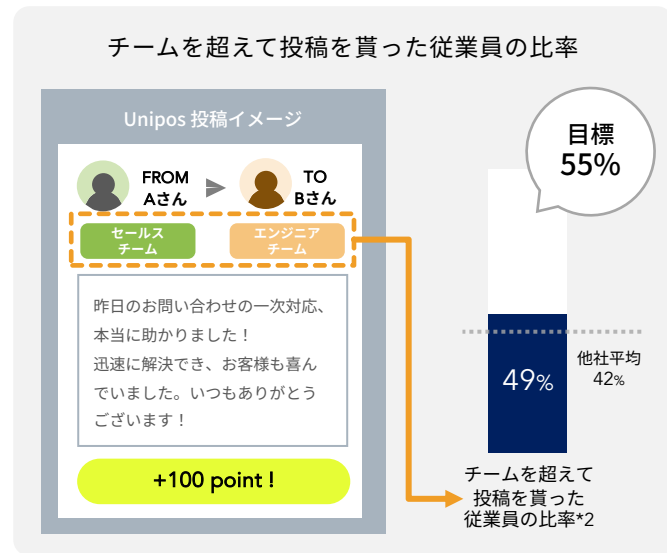 チームを超えて投稿を貰った従業員の比率
Unipos 投稿イメージ
FROM
Aさん
TO
Bさん
セールス
チーム
エンジニア
チーム
昨日のお問い合わせの一次対応、
本当に助かりました！
迅速に解決でき、お客様も喜ん
でいました。いつもありがとう
ございます！
+100 point !
目標
55%
49%
他社平均
42%
チームを超えて
投稿を貰った
従業員の比率*2